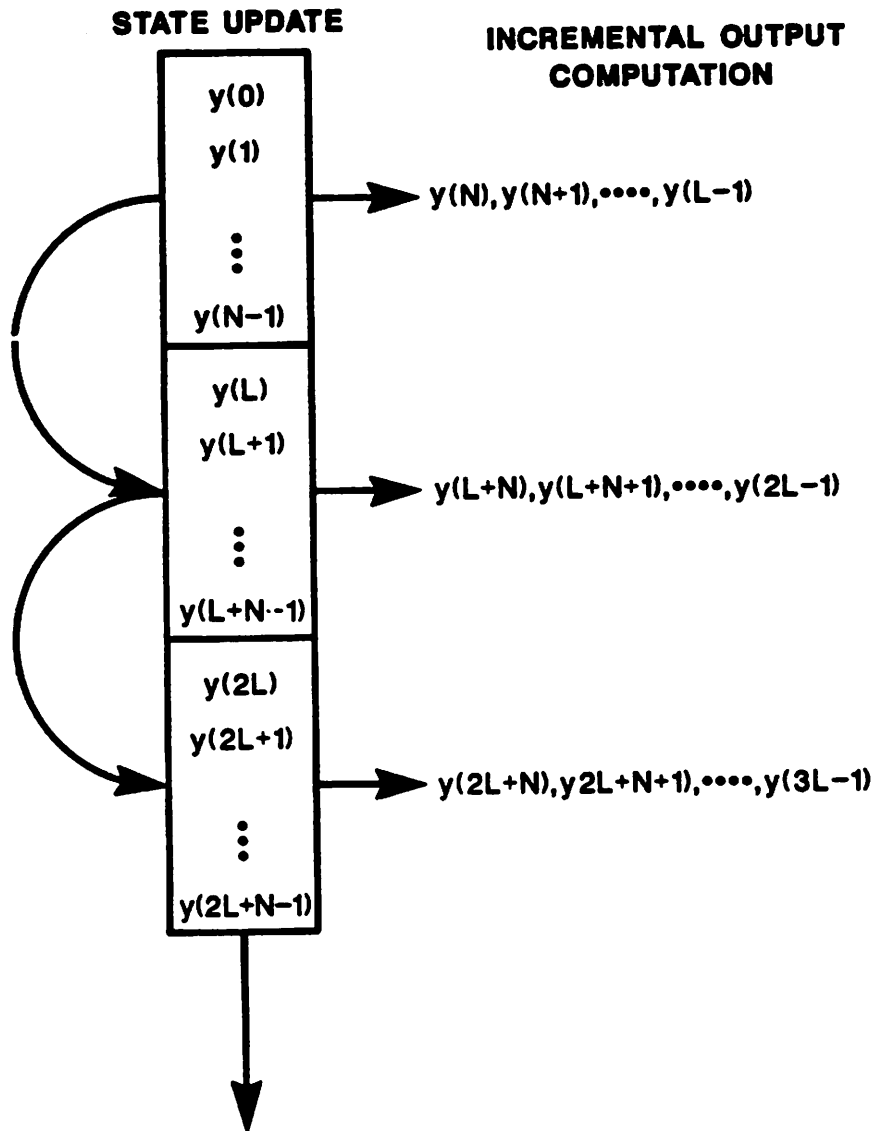 STATE UPDATE
INCREMENTAL OUTPUT
COMPUTATION
y(0)
y(1)
y(N), y(N+1),••••, y(L−1)
y(N−1)
y(L)
y(L+1)
y(L+N), y(L+N+1),••••, y(2L−1)
y(L+N--1)
y(2L)
y(2L+1)
y(2L+N), y2L+N+1),••••, y(3L−1)
y(2L+N−1)